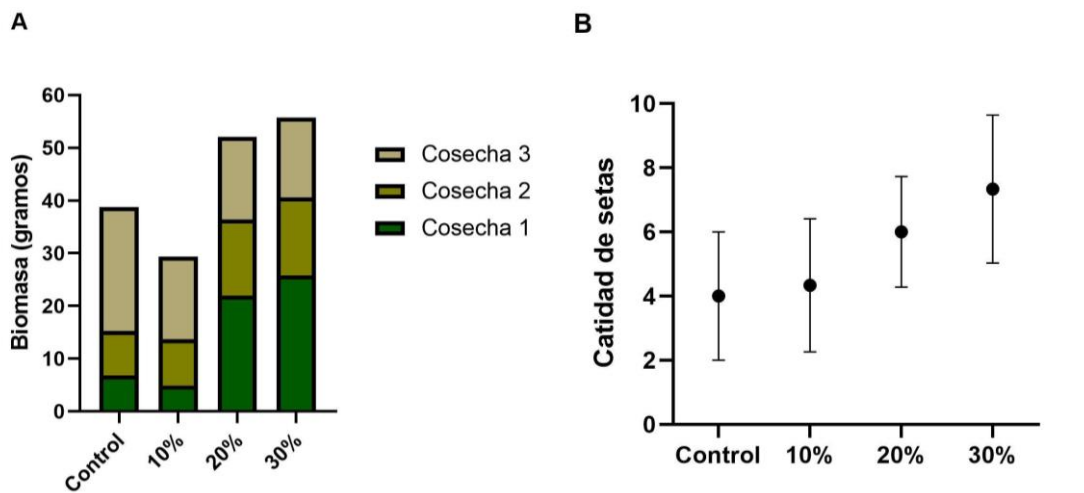 A
Biomasa (gramos)
60
50
40
30
20
10
0
Control
10%
20%
30%
Cosecha 3
Cosecha 2
Cosecha 1
B
Catidad de setas
10
8
6
4
2
0
Control
10%
20%
30%